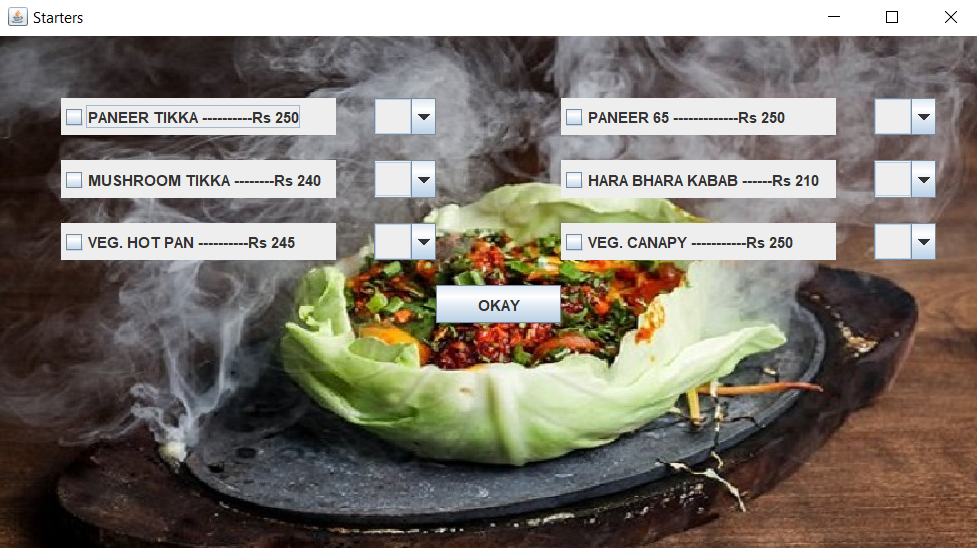 Starters
PANEER TIKKA ----------Rs 250
PANEER 65 -------------Rs 250
MUSHROOM TIKKA --------Rs 240
HARA BHARA KABAB ------Rs 210
VEG. HOT PAN ----------Rs 245
VEG. CANAPY -----------Rs 250
OKAY